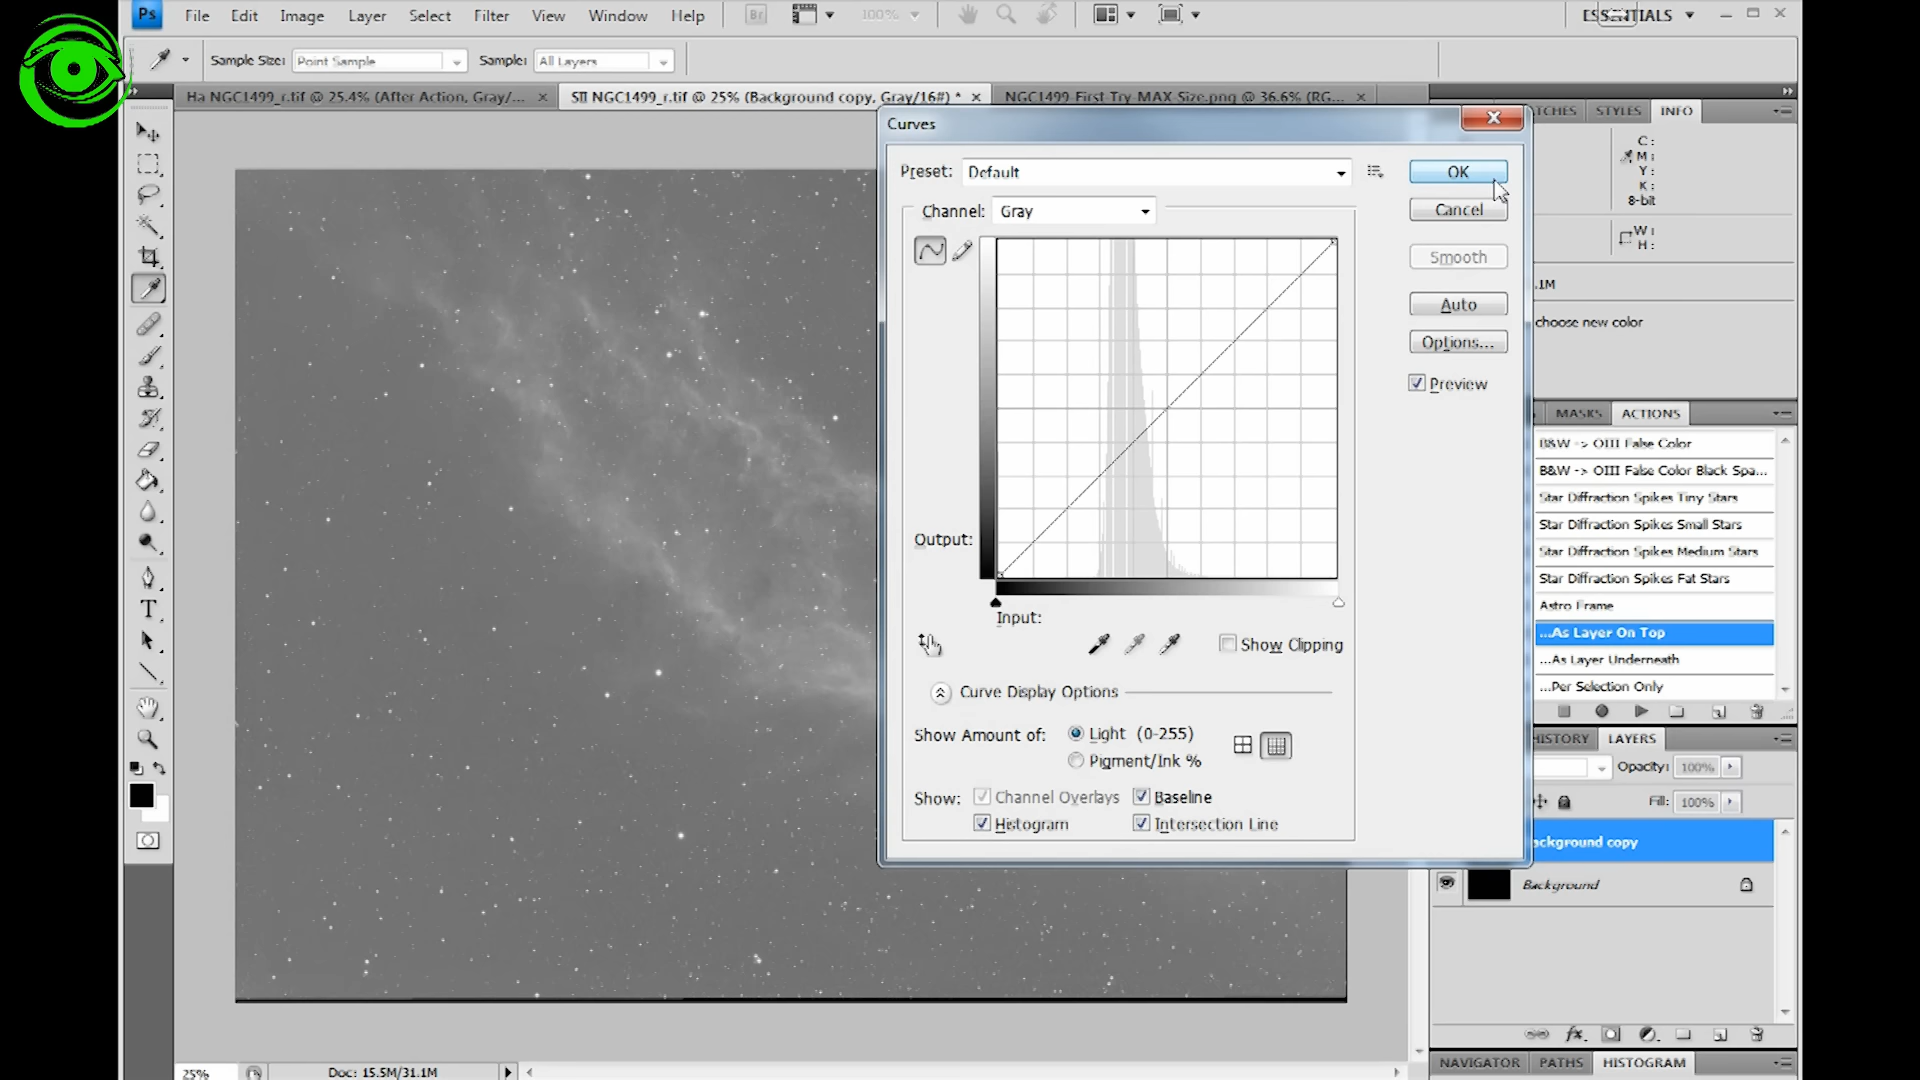 Ps File Edit Image Layer Select Filter View Window Help Br 100% ESSENTIALS
Sample Size: Point Sample Sample: All Layers
Ha NGC1499_r.tif @ 25.4% (After Action, Gray/... SII NGC1499_r.tif @ 25% (Background copy, Gray/16#) * NGC1499-First-Try-MAX-Size.png @ 36.6% (RG...
TCHES STYLES INFO
Curves
Preset: Default
OK
Channel: Gray
Cancel
Smooth
Auto
Options...
Preview
Output:
Input:
Show Clipping
Curve Display Options
Show Amount of: Light (0-255)
Pigment/Ink %
Show: Channel Overlays Baseline
Histogram Intersection Line
C:
M:
Y:
K:
8-bit
W:
H:
.1M
choose new color
MASKS ACTIONS
B&W -> OIII False Color
B&W -> OIII False Color Black Spa...
Star Diffraction Spikes Tiny Stars
Star Diffraction Spikes Small Stars
Star Diffraction Spikes Medium Stars
Star Diffraction Spikes Fat Stars
Astro Frame
...As Layer On Top
...As Layer Underneath
...Per Selection Only
HISTORY LAYERS
Opacity: 100%
Fill: 100%
ackground copy
Background
25% Doc: 15.5M/31.1M
NAVIGATOR PATHS HISTOGRAM